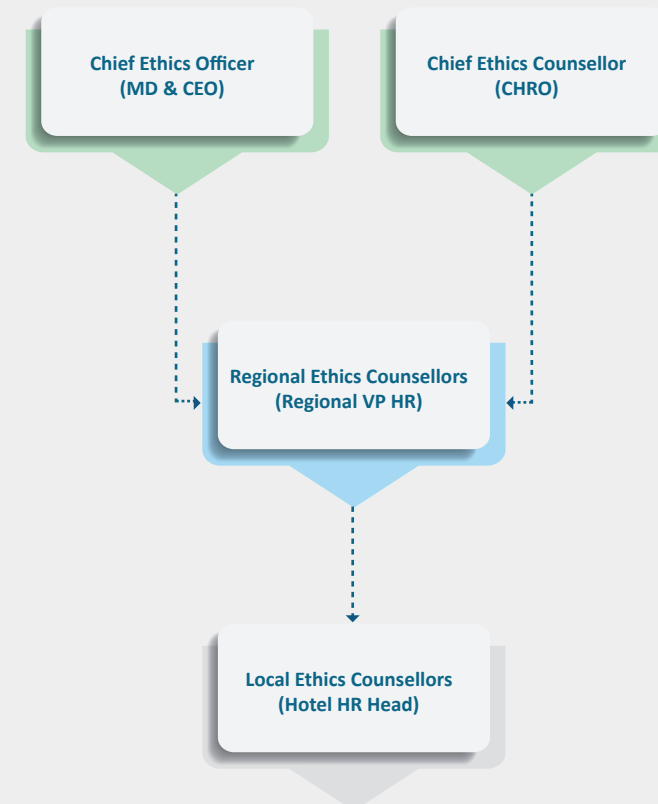 Chief Ethics Officer
(MD & CEO)
Chief Ethics Counsellor
(CHRO)
Regional Ethics Counsellors
(Regional VP HR)
Local Ethics Counsellors
(Hotel HR Head)